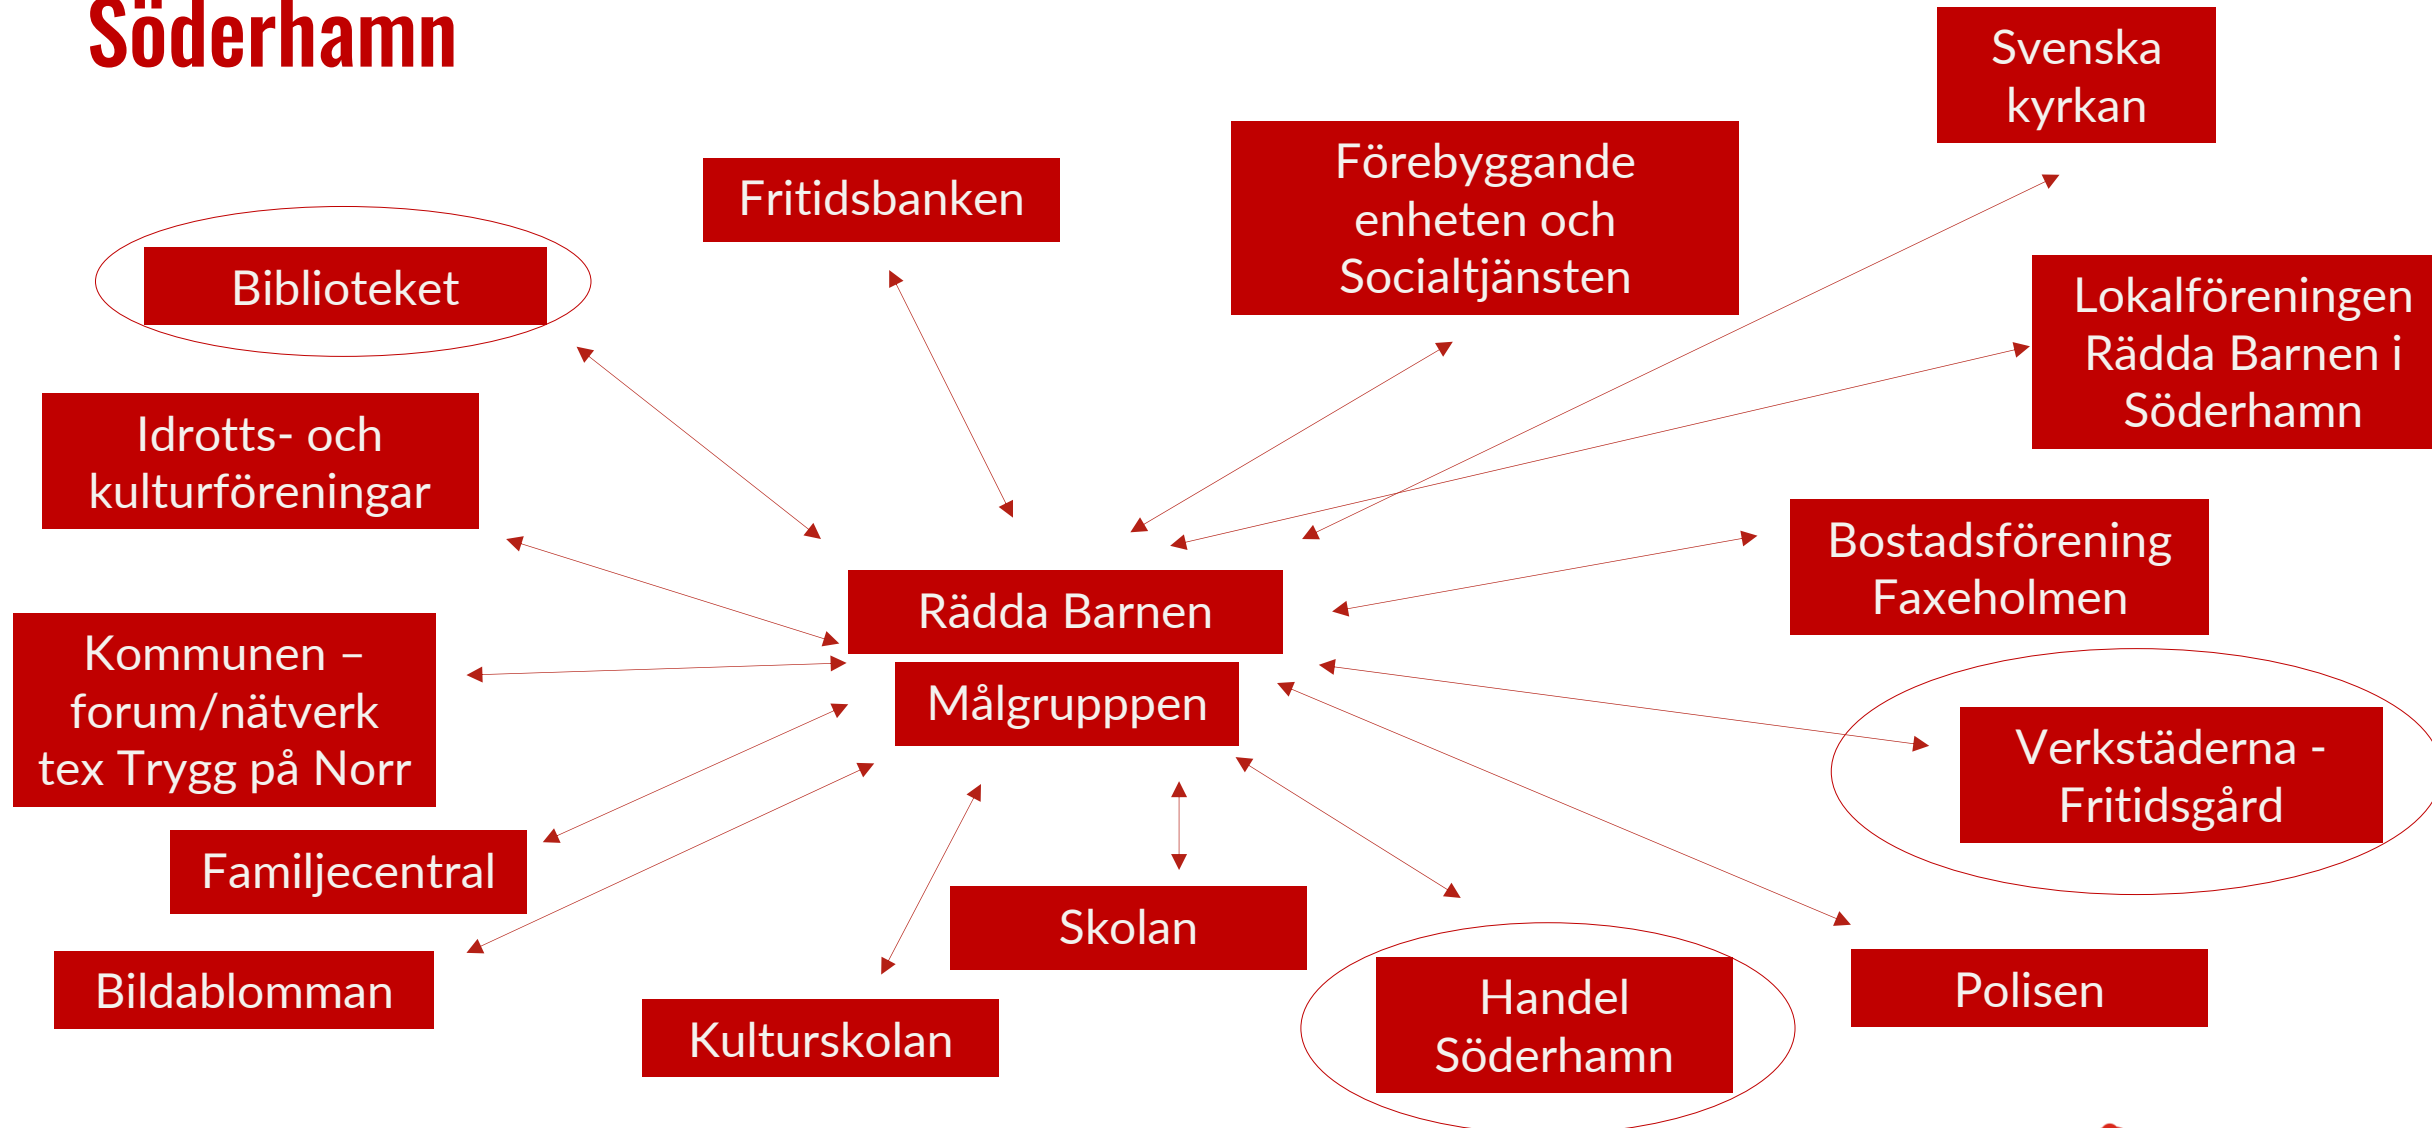 Söderhamn
Svenska
kyrkan
Förebyggande
enheten och
Socialtjänsten
Fritidsbanken
Biblioteket
Lokalföreningen
Rädda Barnen i
Söderhamn
Idrotts- och
kulturföreningar
Bostadsförening
Faxeholmen
Rädda Barnen
Målgrupppen
Kommunen –
forum/nätverk
tex Trygg på Norr
Verkstäderna -
Fritidsgård
Familjecentral
Skolan
Bildablomman
Kulturskolan
Handel
Söderhamn
Polisen